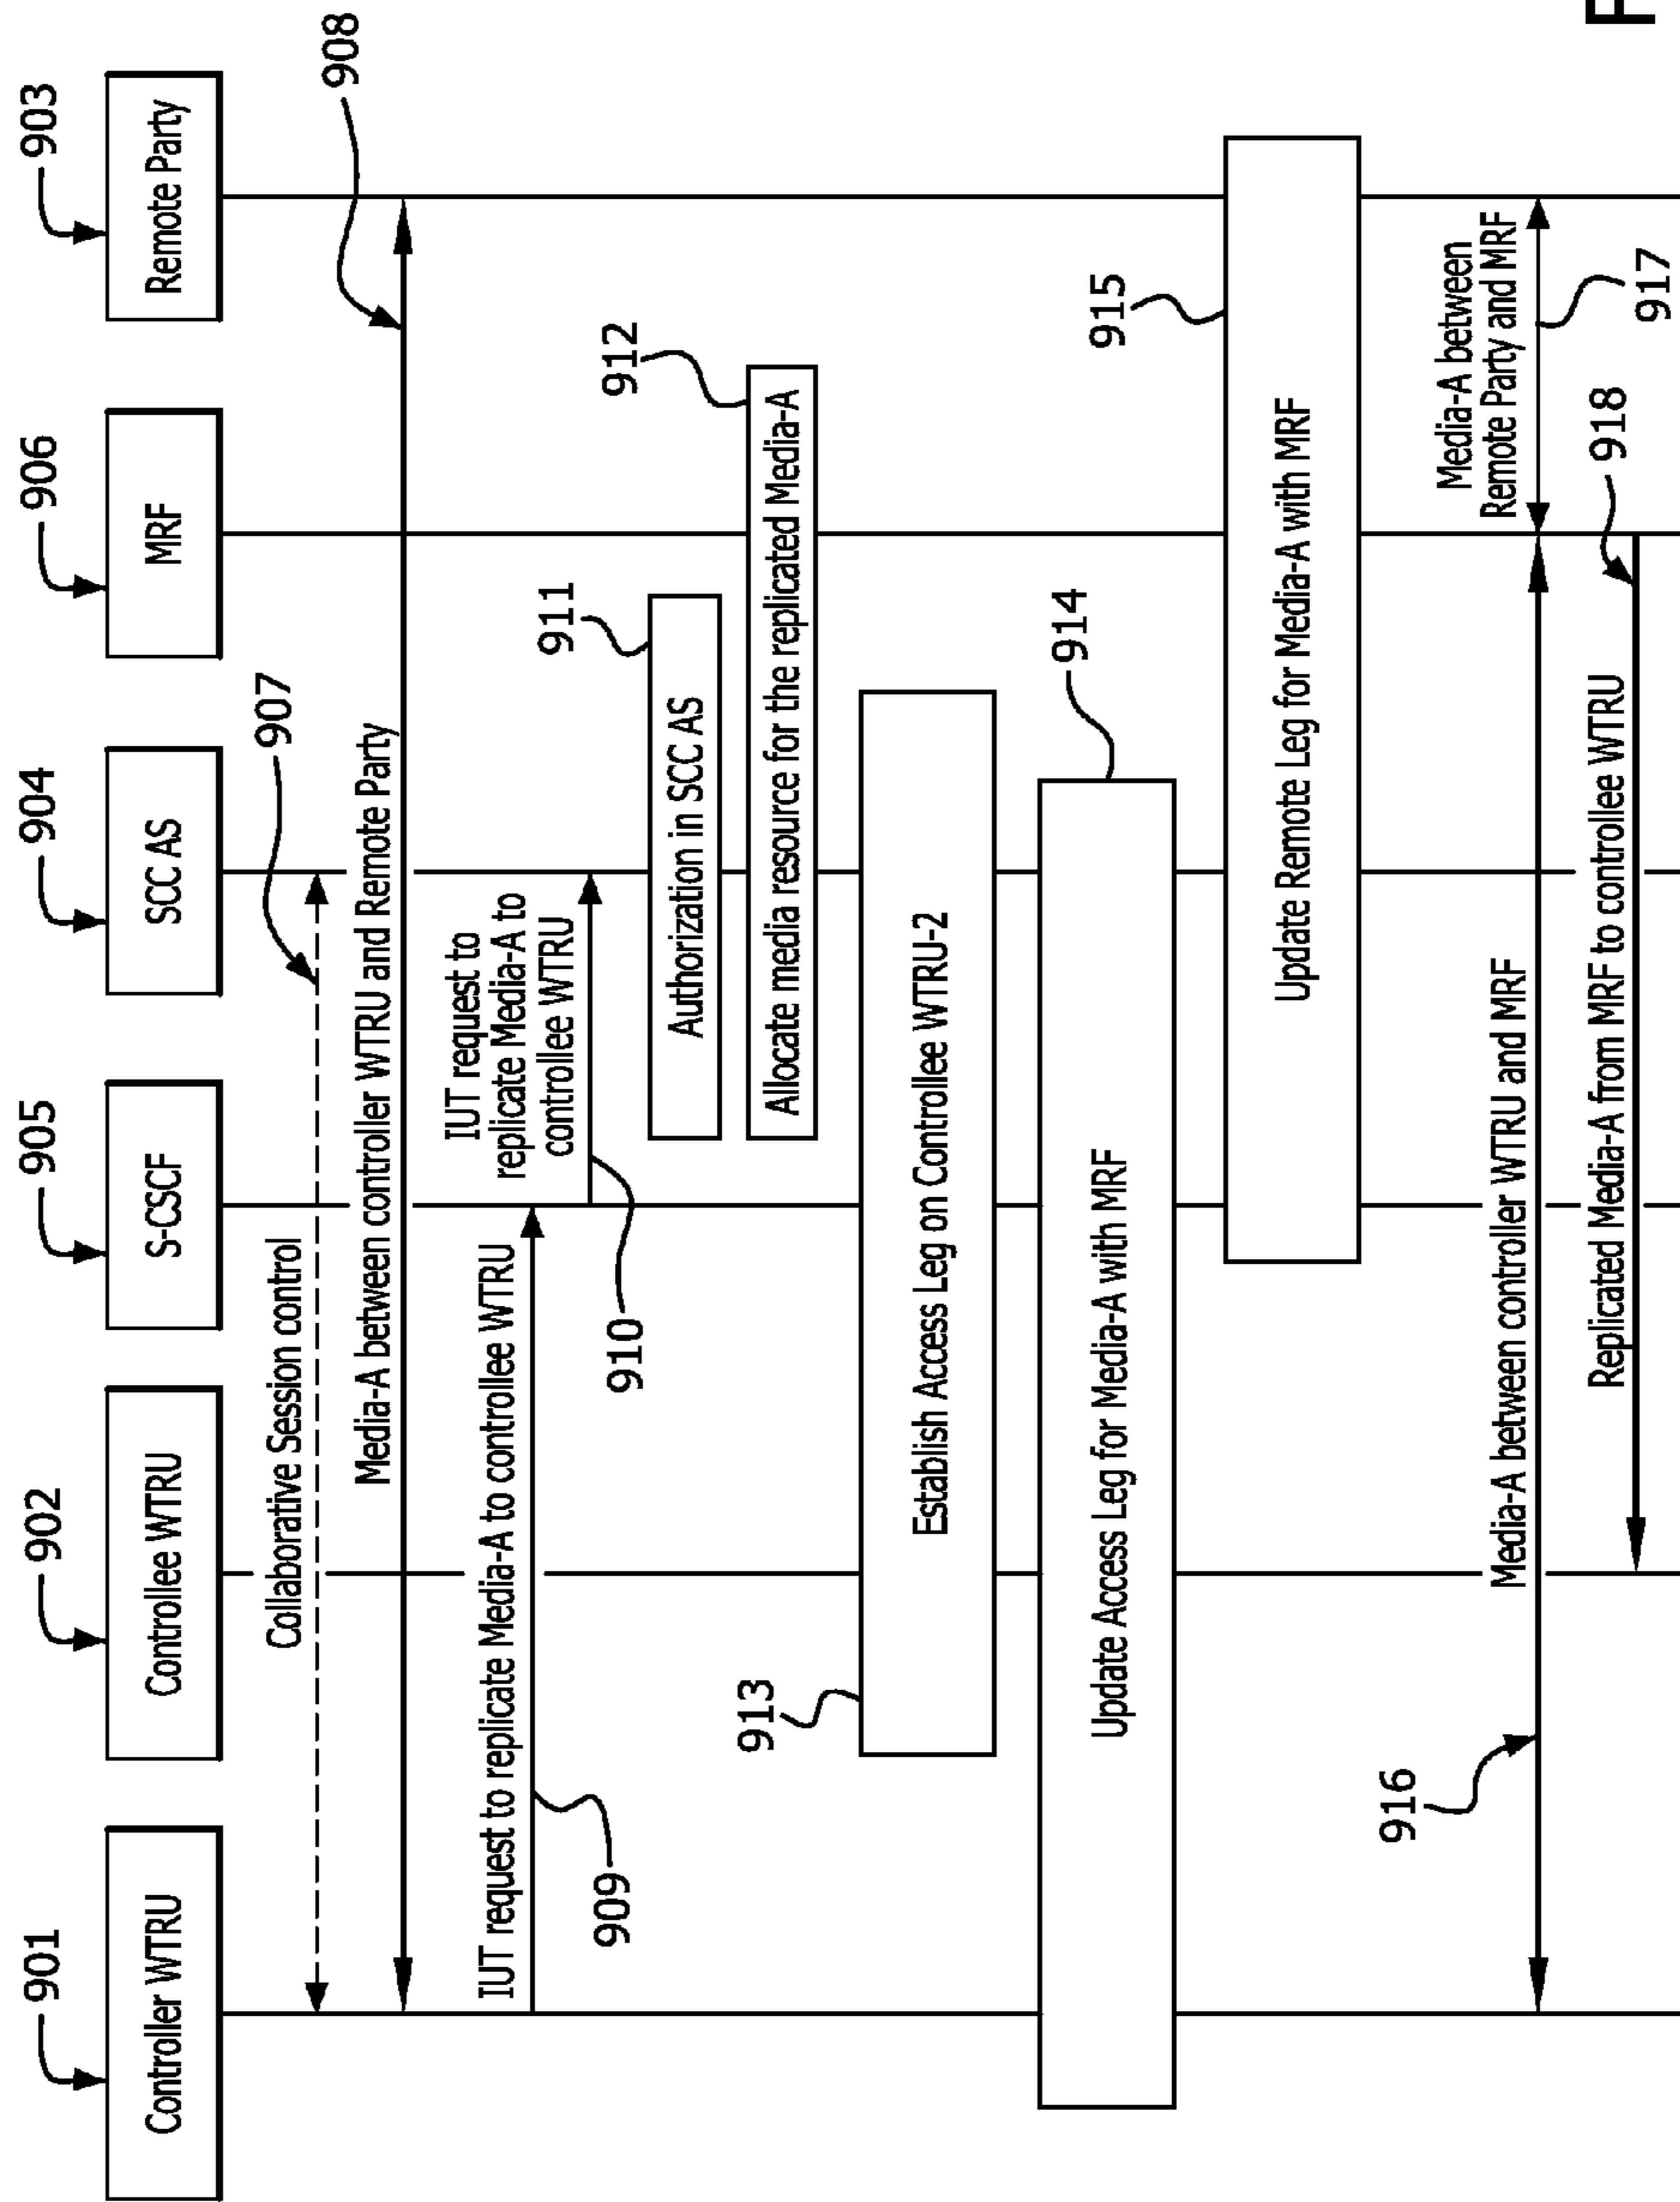 901
902
905
904
906
903
Controller WTRU
Controllee WTRU
S-CSCF
SCC AS
MRF
Remote Party
907
Collaborative Session control
908
Media-A between controller WTRU and Remote Party
IUT request to replicate Media-A to controllee WTRU
909
IUT request to
replicate Media-A to
controllee WTRU
910
911
Authorization in SCC AS
912
Allocate media resource for the replicated Media-A
913
Establish Access Leg on Controllee WTRU-2
914
Update Access Leg for Media-A with MRF
915
Update Remote Leg for Media-A with MRF
916
Media-A between controller WTRU and MRF
Media-A between
Remote Party and MRF
917
918
Replicated Media-A from MRF to controllee WTRU